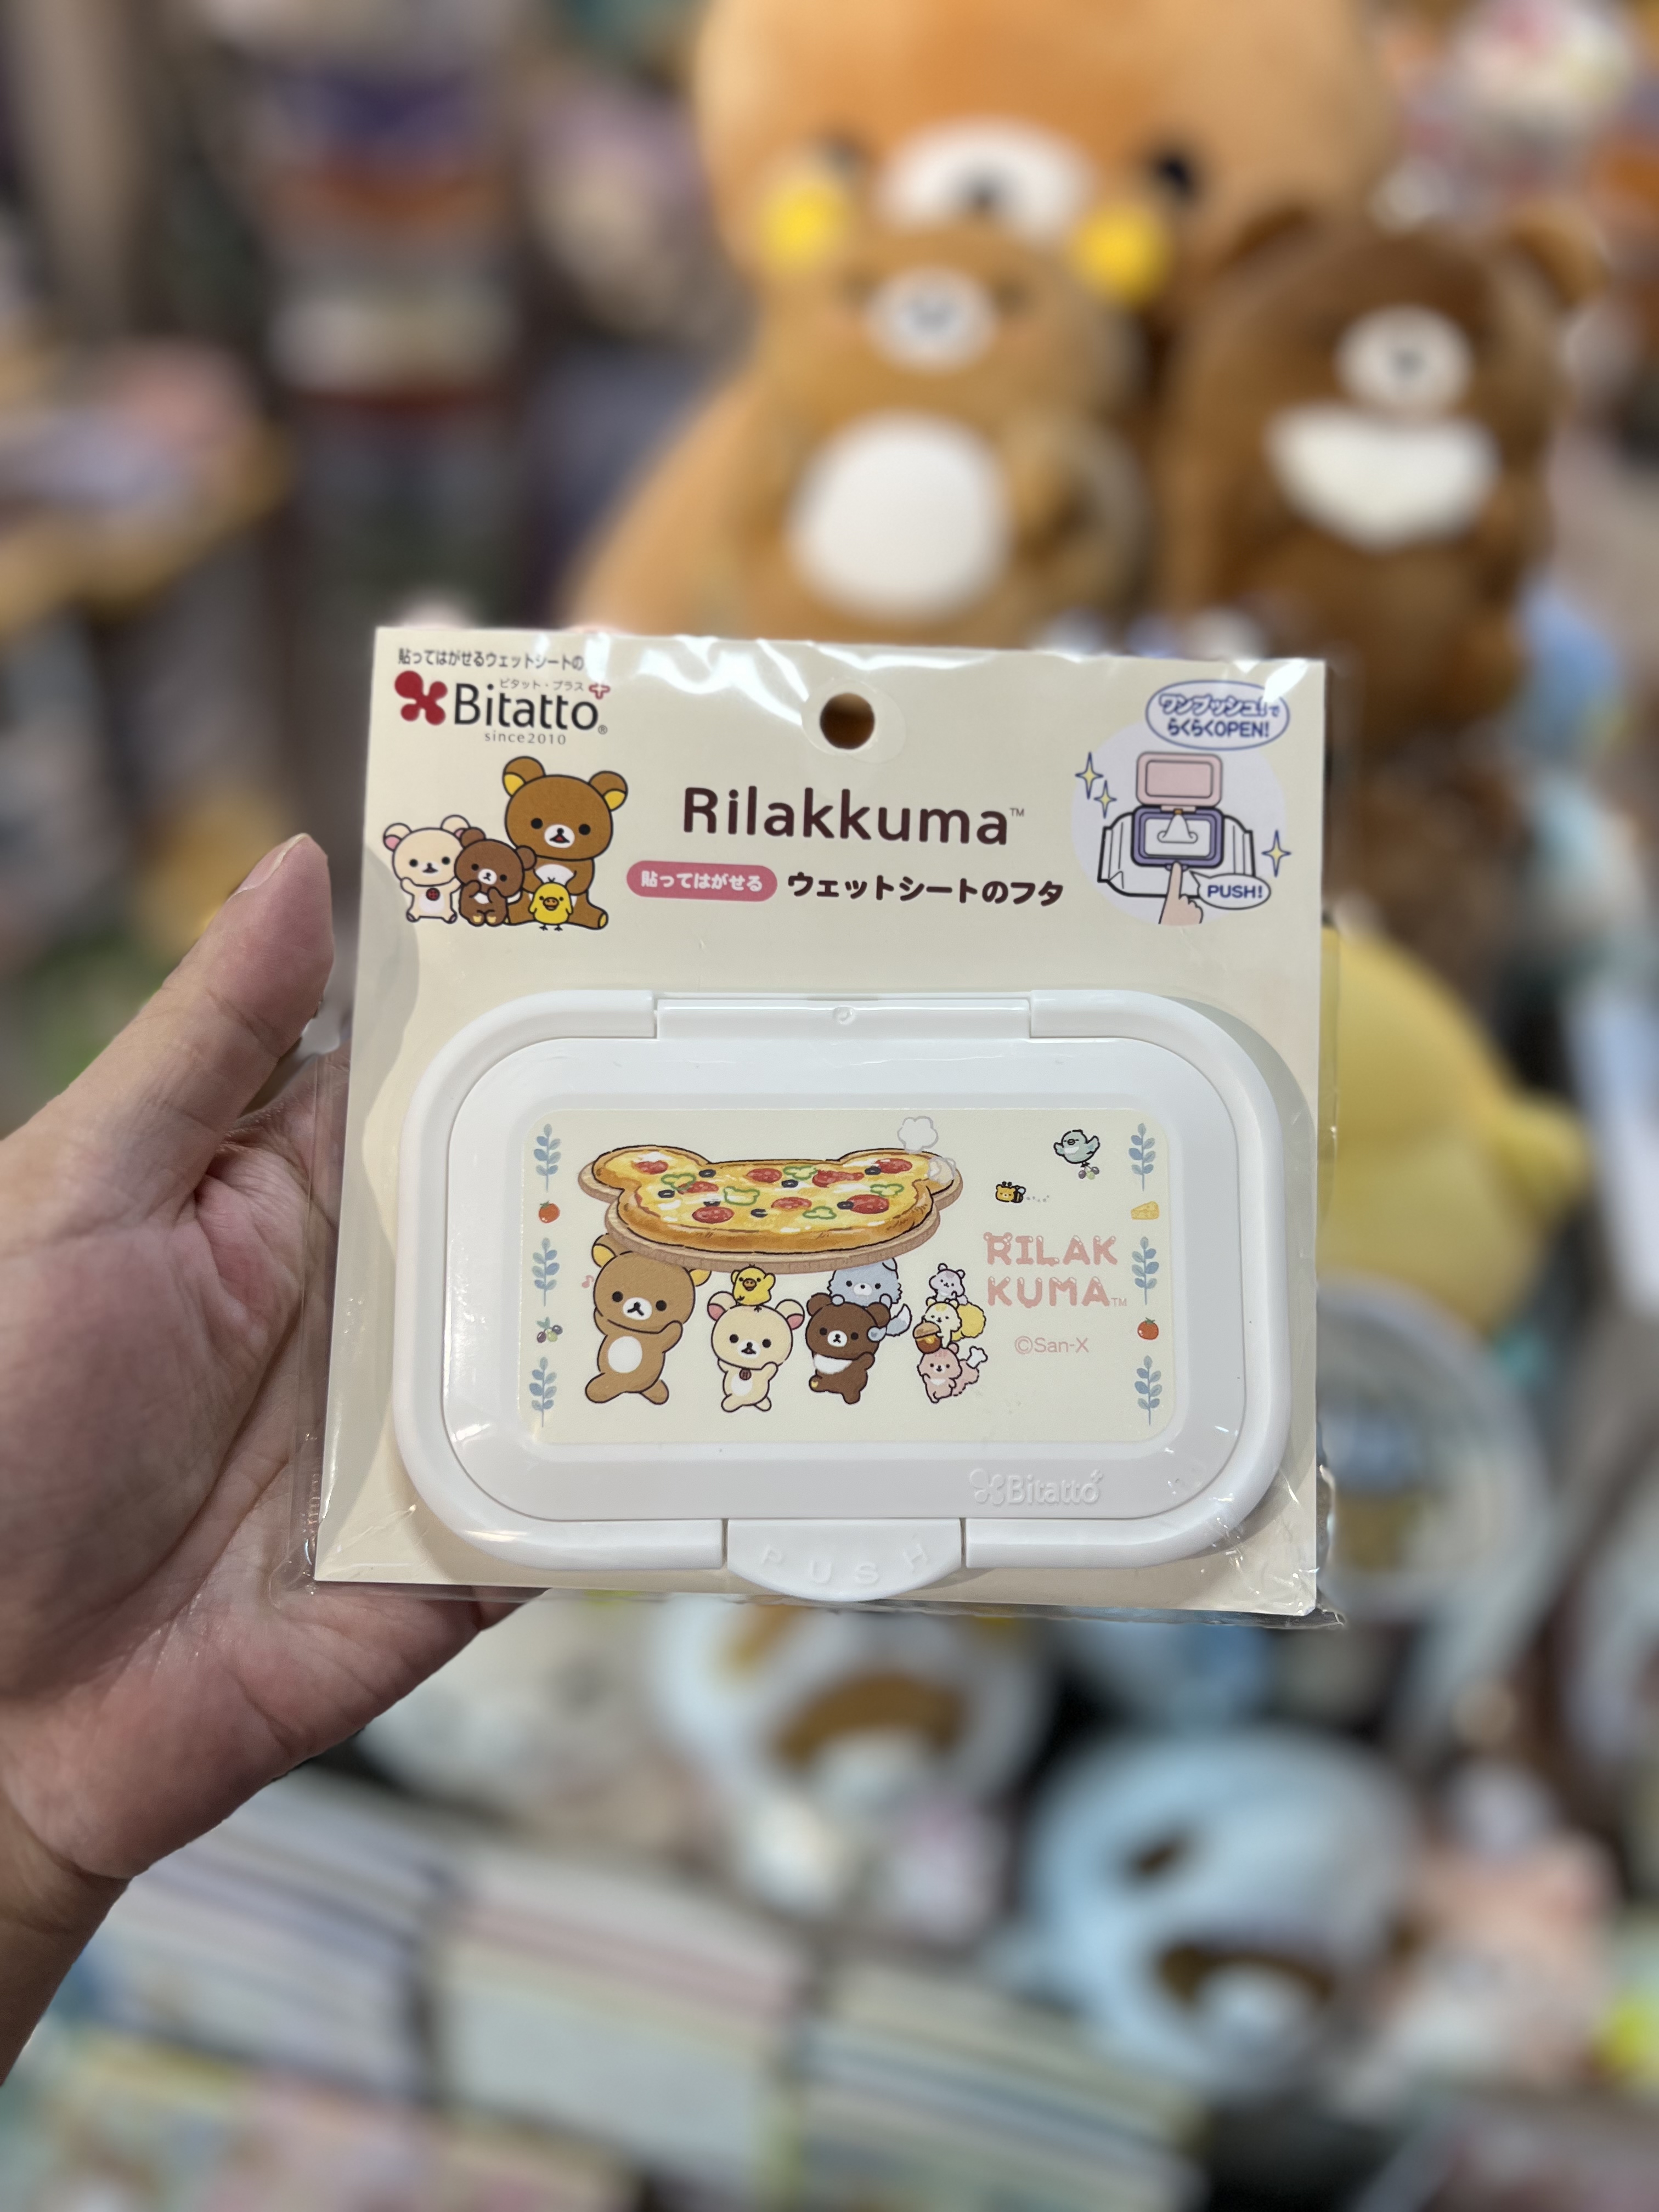 貼ってはがせるウェットシートの
ビタット・プラス
Bitatto+®
since2010
ワンプッシュ!で
らくらくOPEN!
Rilakkuma™
貼ってはがせる ウェットシートのフタ
PUSH!
RILAK
KUMA™
©San-X
Bitatto+
PUSH